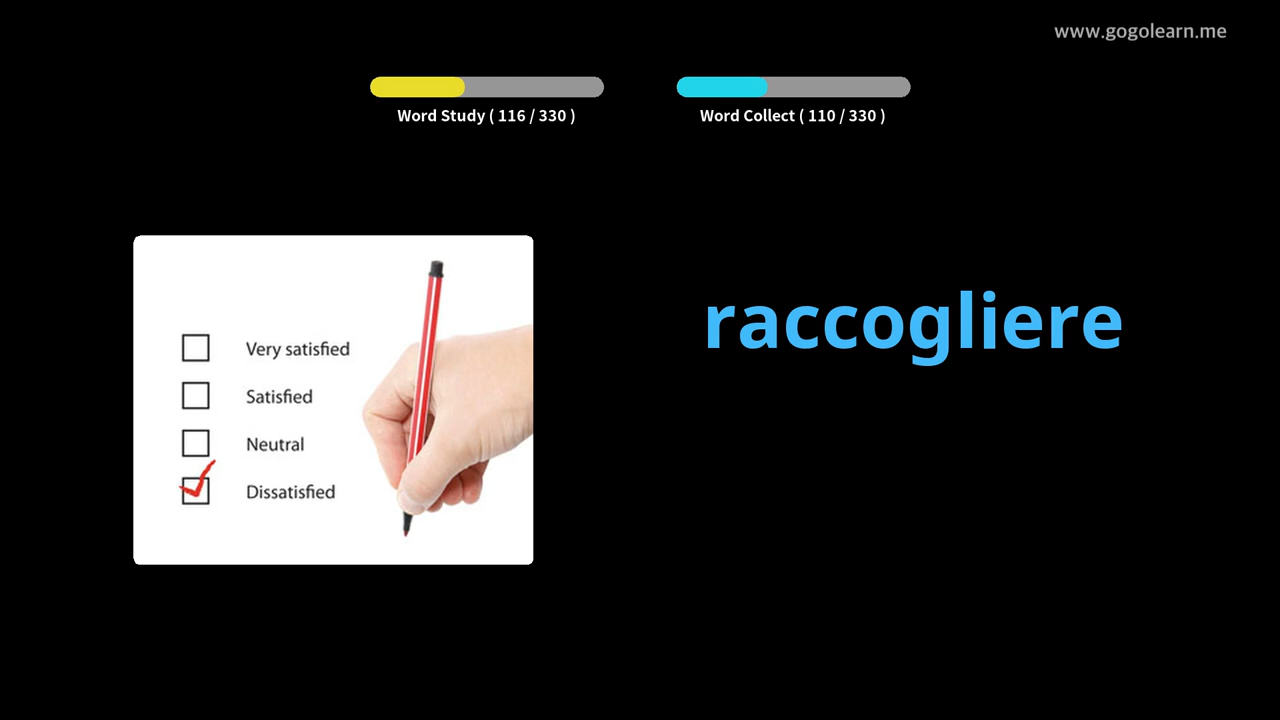 www.gogolearn.me
Word Study ( 116 / 330 )
Word Collect ( 110 / 330 )
raccogliere
Very satisfied
Satisfied
Neutral
Dissatisfied